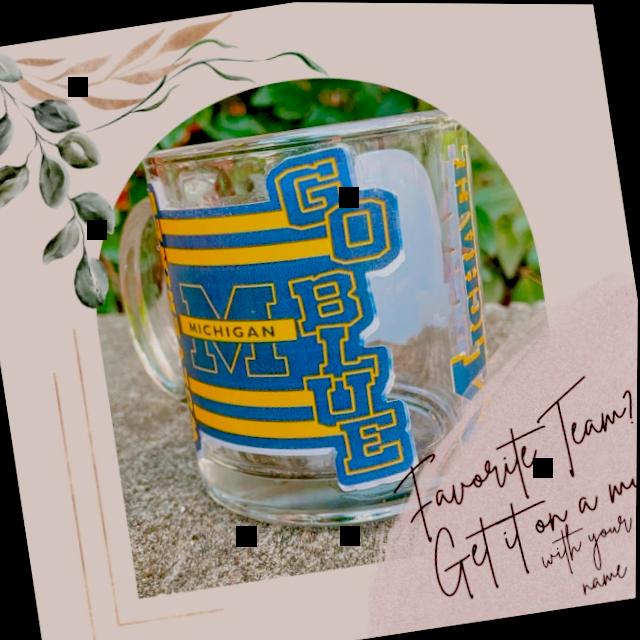 GO
BLUE
M
MICHIGAN
Favorite Team?
Get it on a
with your
name